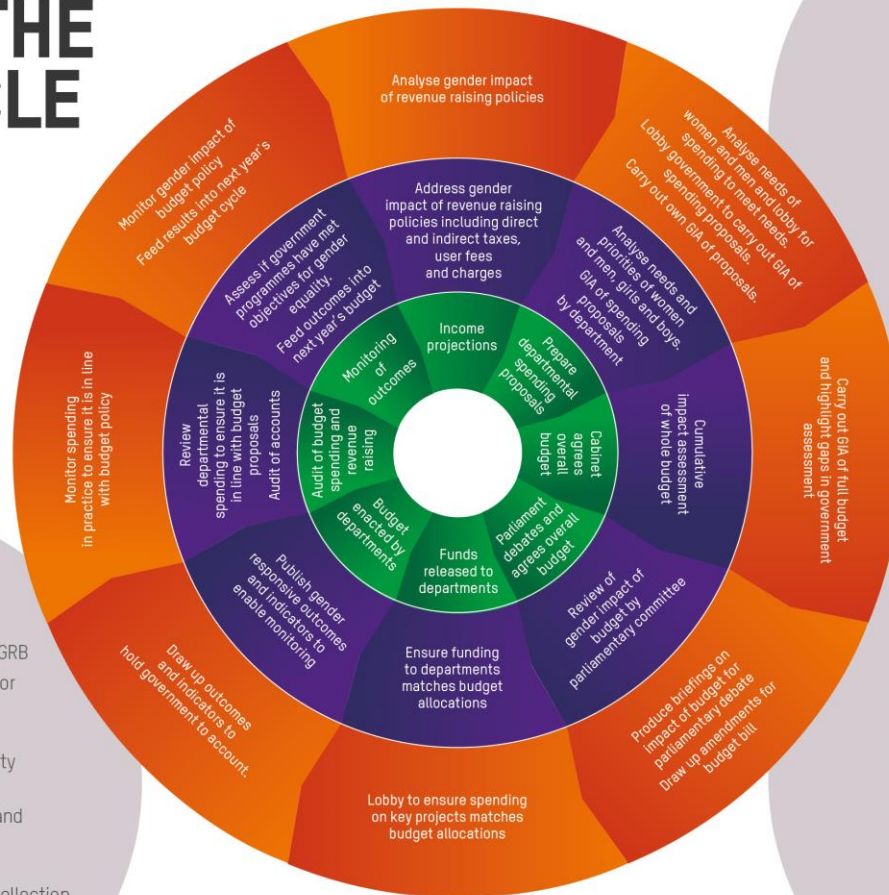 THE
CLE
Analyse gender impact
of revenue raising policies
Analyse needs of
women and men and lobby for
spending to meet needs.
Lobby government to carry out GIA of
spending proposals.
Carry out own GIA of proposals.
Carry out GIA of full budget
and highlight gaps in government
assessment
Produce briefings on
impact of budget for
parliamentary debate
Draw up amendments for
budget bill
Lobby to ensure spending
on key projects matches
budget allocations
Draw up outcomes
and indicators to
hold government to account.
Monitor spending
in practice to ensure it is in line
with budget policy
Monitor gender impact of
budget policy
Feed results into next year's
budget cycle
Address gender
impact of revenue raising
policies including direct
and indirect taxes,
user fees
and charges
Analyse needs and
priorities of women
and men, girls and boys.
GIA of spending
proposals
by department
Cumulative
impact assessment
of whole budget
Review of
gender impact of
budget by
parliamentary committee
Ensure funding
to departments
matches budget
allocations
Publish gender
responsive outcomes
and indicators to
enable monitoring
Review
departmental
spending to ensure it is
in line with budget
proposals
Audit of accounts
Assess if government
programmes have met
objectives for gender
equality.
Feed outcomes into
next year's budget
Income
projections
Prepare
departmental
spending
proposals
Cabinet
agrees
overall
budget
Parliament
debates and
agrees overall
budget
Funds
released to
departments
Budget
enacted by
departments
Audit of budget
spending and
revenue
raising
Monitoring
of
outcomes
GRB
or
ty
and
ollection